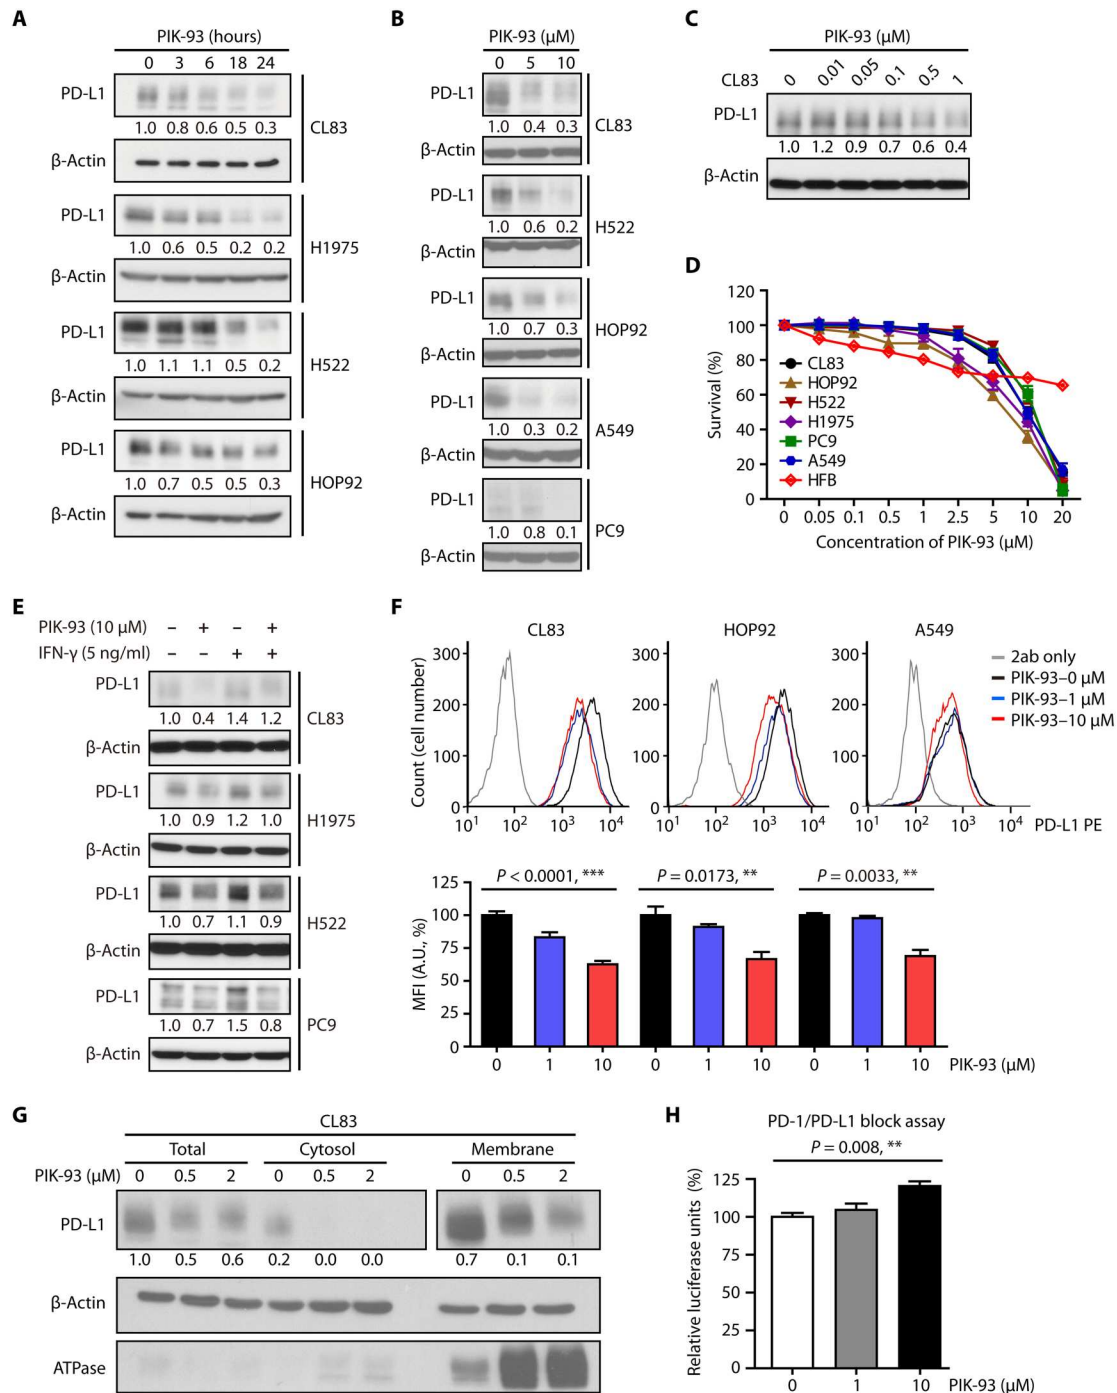 A
PIK-93 (hours)
0 3 6 18 24
PD-L1
1.0 0.8 0.6 0.5 0.3
CL83
β-Actin
PD-L1
1.0 0.6 0.5 0.2 0.2
H1975
β-Actin
PD-L1
1.0 1.1 1.1 0.5 0.2
H522
β-Actin
PD-L1
1.0 0.7 0.5 0.5 0.3
HOP92
β-Actin
B
PIK-93 (μM)
0 5 10
PD-L1
1.0 0.4 0.3
CL83
β-Actin
PD-L1
1.0 0.6 0.2
H522
β-Actin
PD-L1
1.0 0.7 0.3
HOP92
β-Actin
PD-L1
1.0 0.3 0.2
A549
β-Actin
PD-L1
1.0 0.8 0.1
PC9
β-Actin
C
PIK-93 (μM)
CL83 0 0.01 0.05 0.1 0.5 1
PD-L1
1.0 1.2 0.9 0.7 0.6 0.4
β-Actin
D
Survival (%)
120
100
80
60
40
20
0
CL83
HOP92
H522
H1975
PC9
A549
HFB
0 0.05 0.1 0.5 1 2.5 5 10 20
Concentration of PIK-93 (μM)
E
PIK-93 (10 μM) – + – +
IFN-γ (5 ng/ml) – – + +
PD-L1
1.0 0.4 1.4 1.2
CL83
β-Actin
PD-L1
1.0 0.9 1.2 1.0
H1975
β-Actin
PD-L1
1.0 0.7 1.1 0.9
H522
β-Actin
PD-L1
1.0 0.7 1.5 0.8
PC9
β-Actin
F
CL83 HOP92 A549
Count (cell number)
300
200
100
0
300
200
100
0
300
200
100
0
2ab only
PIK-93–0 μM
PIK-93–1 μM
PIK-93–10 μM
10¹ 10² 10³ 10⁴ 10¹ 10² 10³ 10⁴ 10¹ 10² 10³ 10⁴
PD-L1 PE
P < 0.0001, *** P = 0.0173, ** P = 0.0033, **
MFI (A.U., %)
125
100
75
50
25
0
0 1 10 0 1 10 0 1 10 PIK-93 (μM)
G
CL83
Total Cytosol Membrane
PIK-93 (μM) 0 0.5 2 0 0.5 2 0 0.5 2
PD-L1
1.0 0.5 0.6 0.2 0.0 0.0 0.7 0.1 0.1
β-Actin
ATPase
H
PD-1/PD-L1 block assay
P = 0.008, **
Relative luciferase units (%)
125
100
75
50
25
0
0 1 10 PIK-93 (μM)